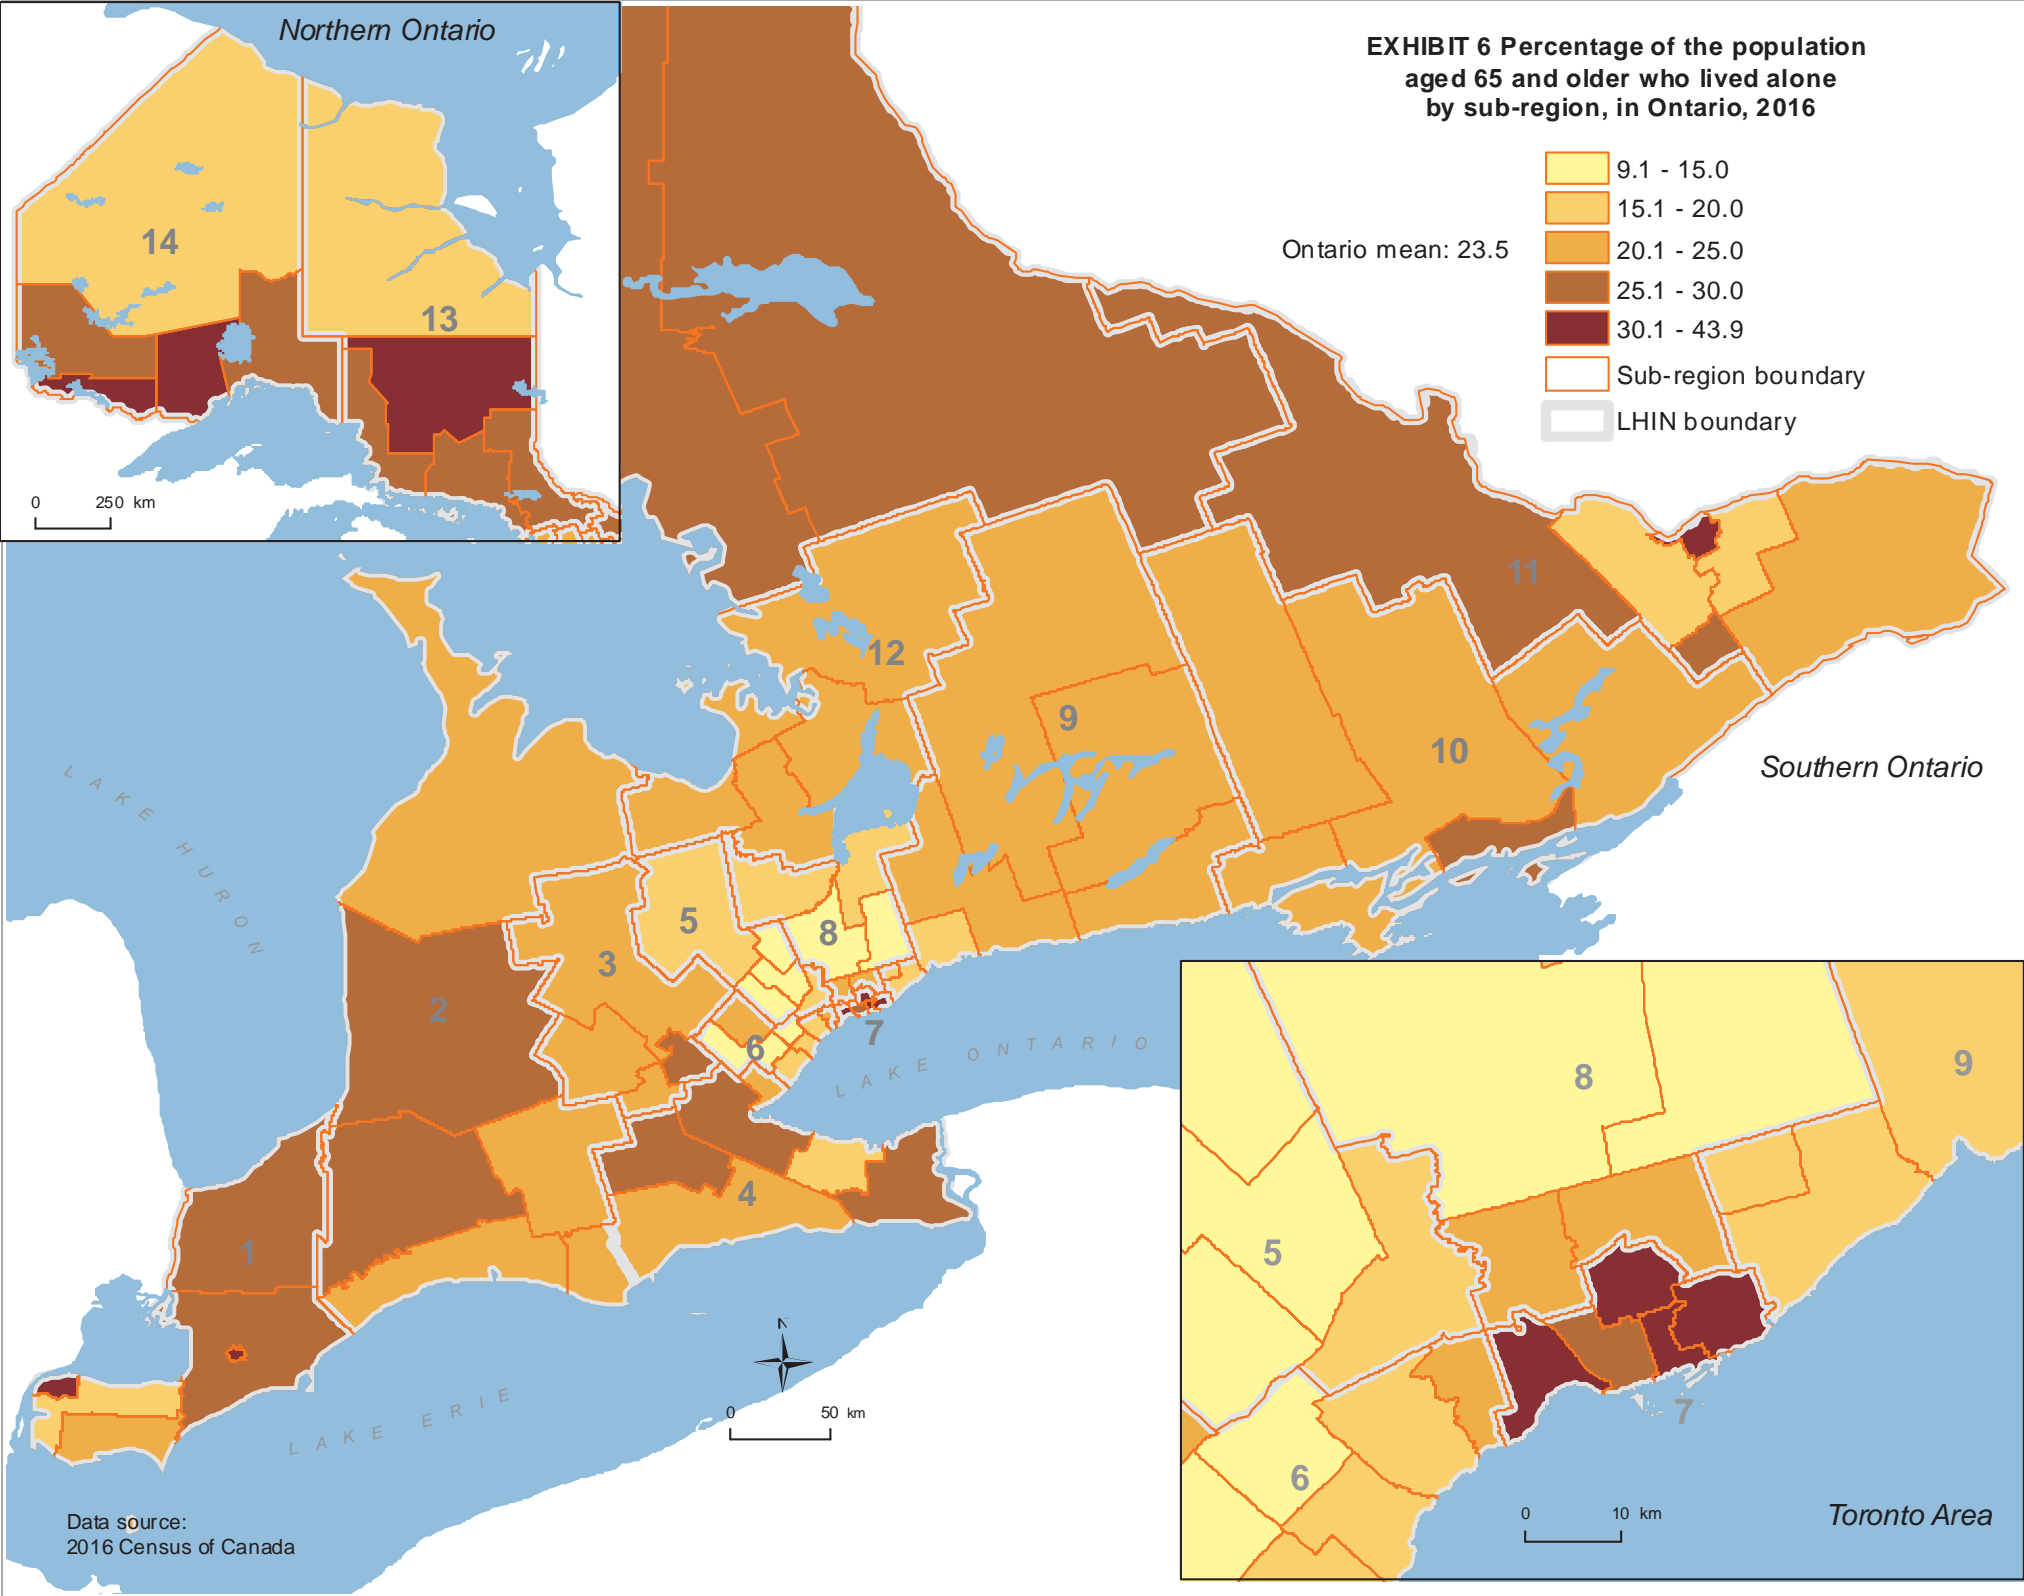 Northern Ontario
14
13
0 250 km
EXHIBIT 6 Percentage of the population
aged 65 and older who lived alone
by sub-region, in Ontario, 2016
9.1 - 15.0
15.1 - 20.0
Ontario mean: 23.5
20.1 - 25.0
25.1 - 30.0
30.1 - 43.9
Sub-region boundary
LHIN boundary
11
12
9
10
Southern Ontario
LAKE HURON
5
8
3
2
7
6
LAKE ONTARIO
4
1
N
0 50 km
LAKE ERIE
Data source:
2016 Census of Canada
8
9
5
7
6
0 10 km
Toronto Area